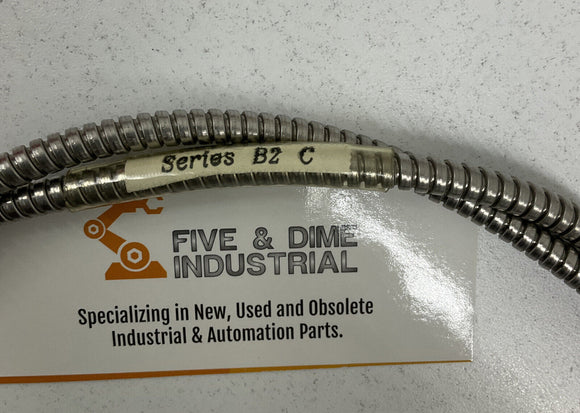 Series B2 C
FIVE & DIME
INDUSTRIAL
Specializing in New, Used and Obsolete
Industrial & Automation Parts.